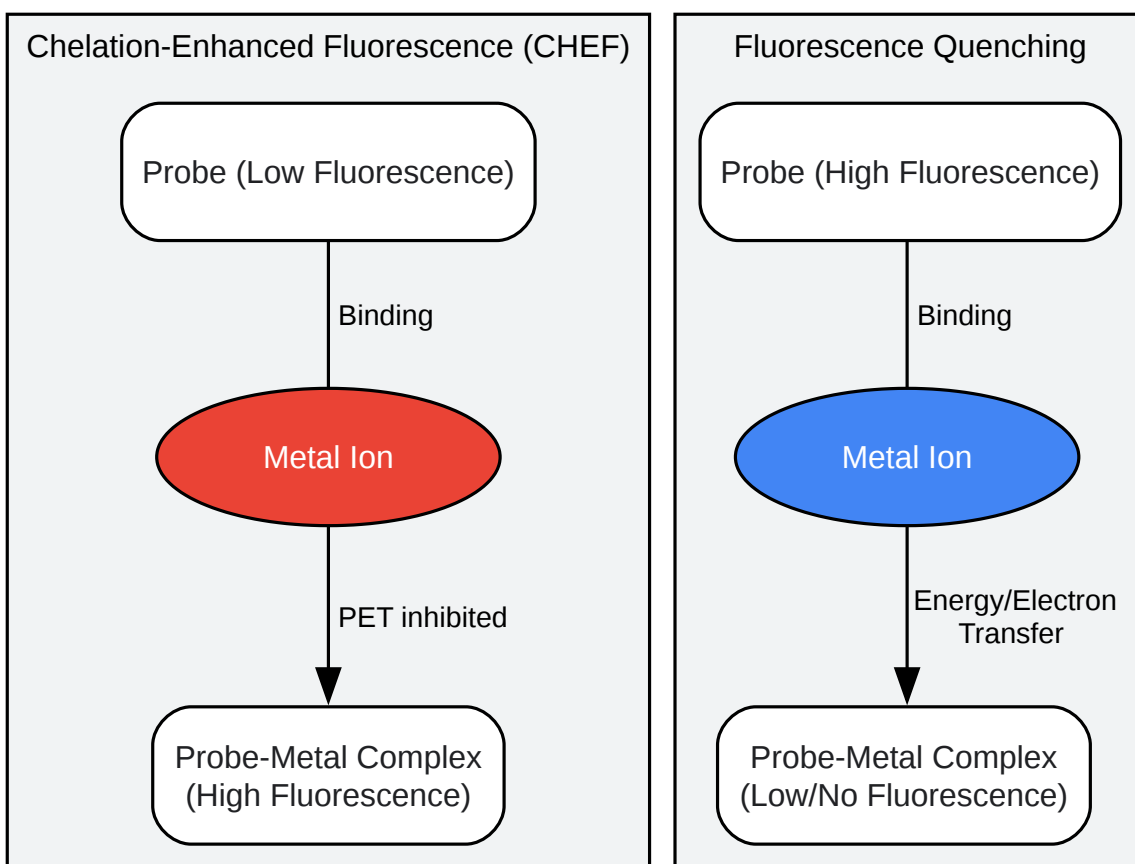 Chelation-Enhanced Fluorescence (CHEF)
Probe (Low Fluorescence)
Binding
Metal Ion
PET inhibited
Probe-Metal Complex
(High Fluorescence)
Fluorescence Quenching
Probe (High Fluorescence)
Binding
Metal Ion
Energy/Electron
Transfer
Probe-Metal Complex
(Low/No Fluorescence)